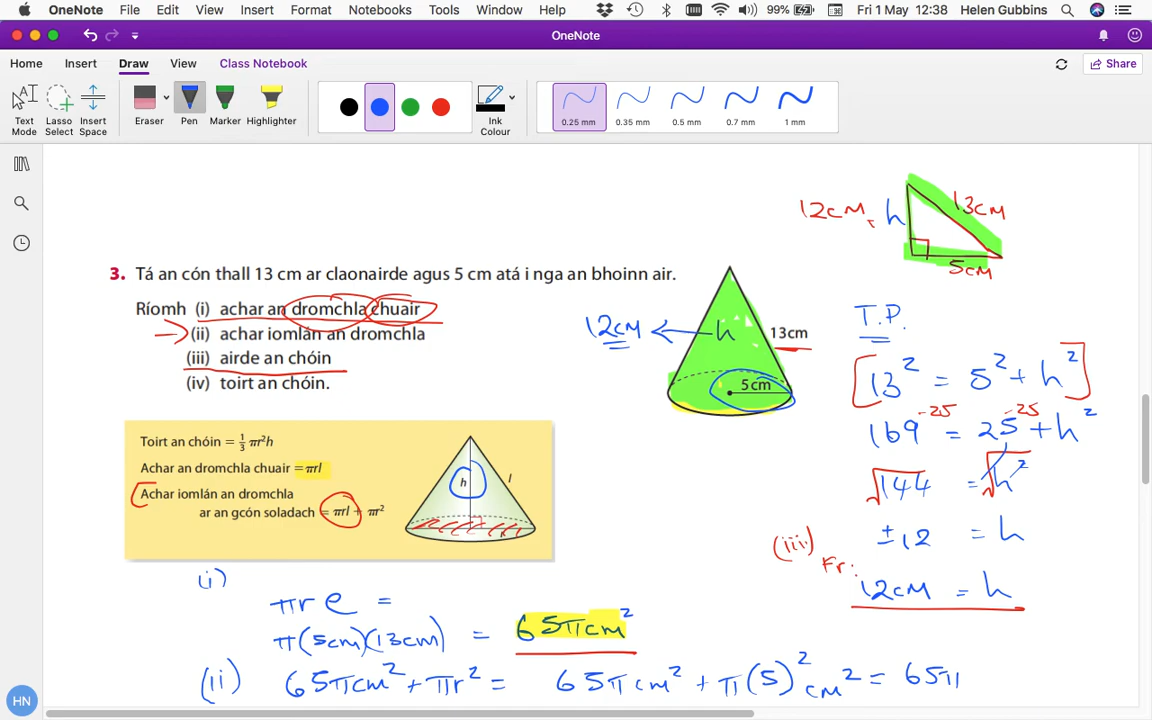 OneNote File Edit View Insert Format Notebooks Tools Window Help 99% Fri 1 May 12:38 Helen Gubbins
OneNote
Home Insert Draw View Class Notebook Share
Text Mode Lasso Select Insert Space Eraser Pen Marker Highlighter Ink Colour 0.25 mm 0.35 mm 0.5 mm 0.7 mm 1 mm
12cm = h 13cm
5cm
3. Tá an cón thall 13 cm ar claonairde agus 5 cm atá i nga an bhoinn air.
Ríomh (i) achar an dromchla chuair
(ii) achar iomlán an dromchla
(iii) airde an chóin
(iv) toirt an chóin.
12cm h 13cm
5cm
T.P.
[13² = 5² + h²]
169 -25 = 25 -25 + h²
√144 = √h²
±12 = h
(iii) Fr:
12cm = h
Toirt an chóin = 1/3 πr²h
Achar an dromchla chuair = πrl
Achar iomlán an dromchla
ar an gcón soladach = πrl + πr²
h l
(i)
πrl =
π(5cm)(13cm) = 65πcm²
(ii) 65πcm² + πr² = 65πcm² + π(5)² cm² = 65π
HN